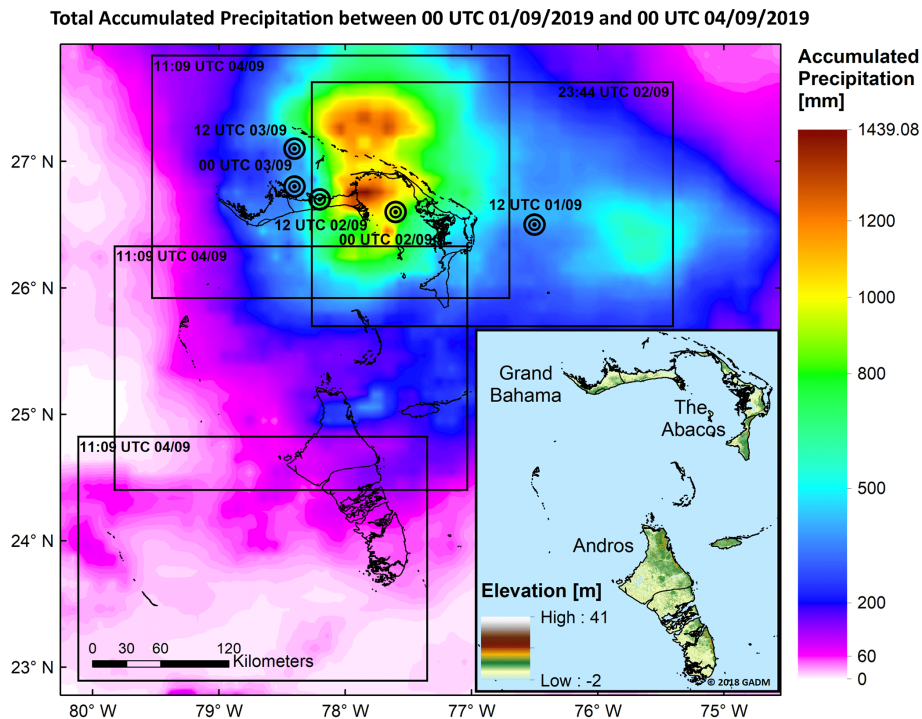 Total Accumulated Precipitation between 00 UTC 01/09/2019 and 00 UTC 04/09/2019
11:09 UTC 04/09
23:44 UTC 02/09
12 UTC 03/09
00 UTC 03/09
12 UTC 01/09
12 UTC 02/09
00 UTC 02/09
11:09 UTC 04/09
11:09 UTC 04/09
27° N
26° N
25° N
24° N
23° N
80° W
79° W
78° W
77° W
76° W
75° W
0 30 60 120
Kilometers
Grand
Bahama
The
Abacos
Andros
Elevation [m]
High : 41
Low : -2
© 2018 GADM
Accumulated
Precipitation
[mm]
1439.08
1200
1000
800
500
200
60
0